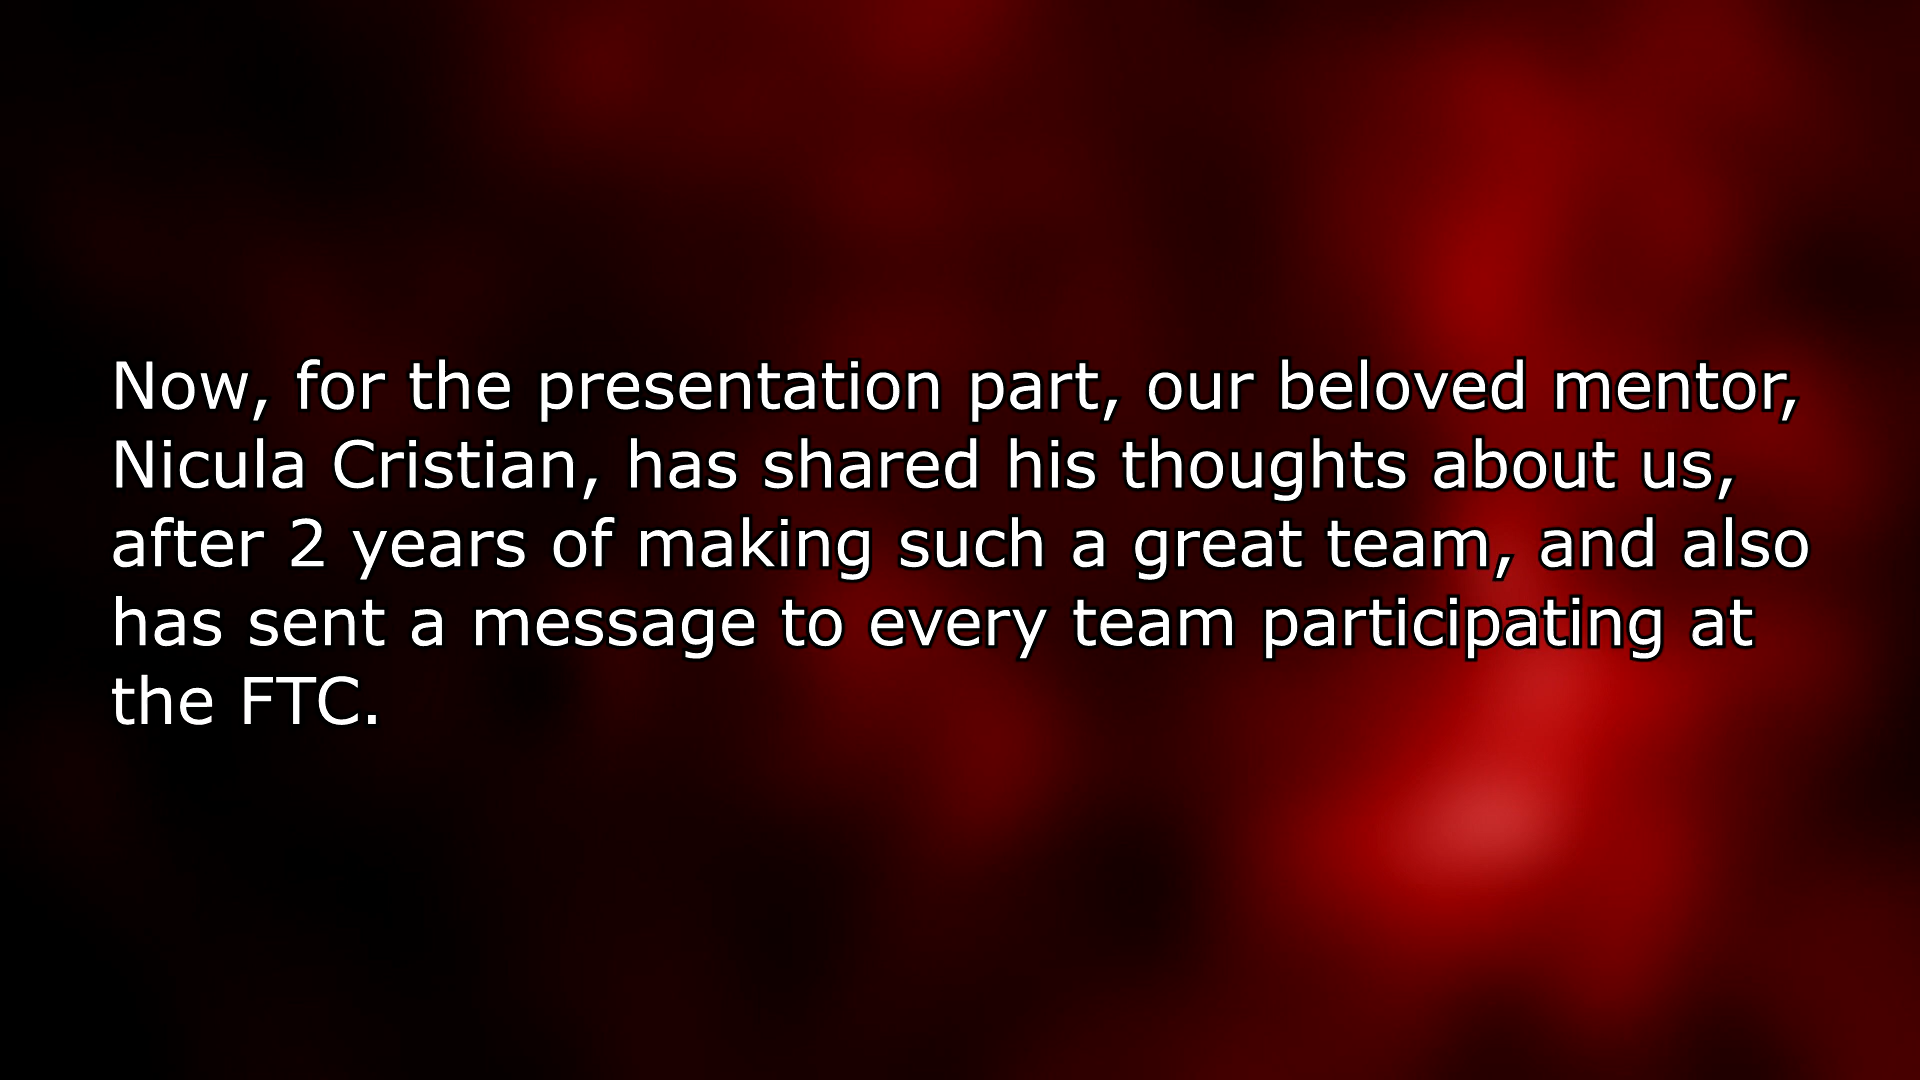 Now, for the presentation part, our beloved mentor,
Nicula Cristian, has shared his thoughts about us,
after 2 years of making such a great team, and also
has sent a message to every team participating at
the FTC.